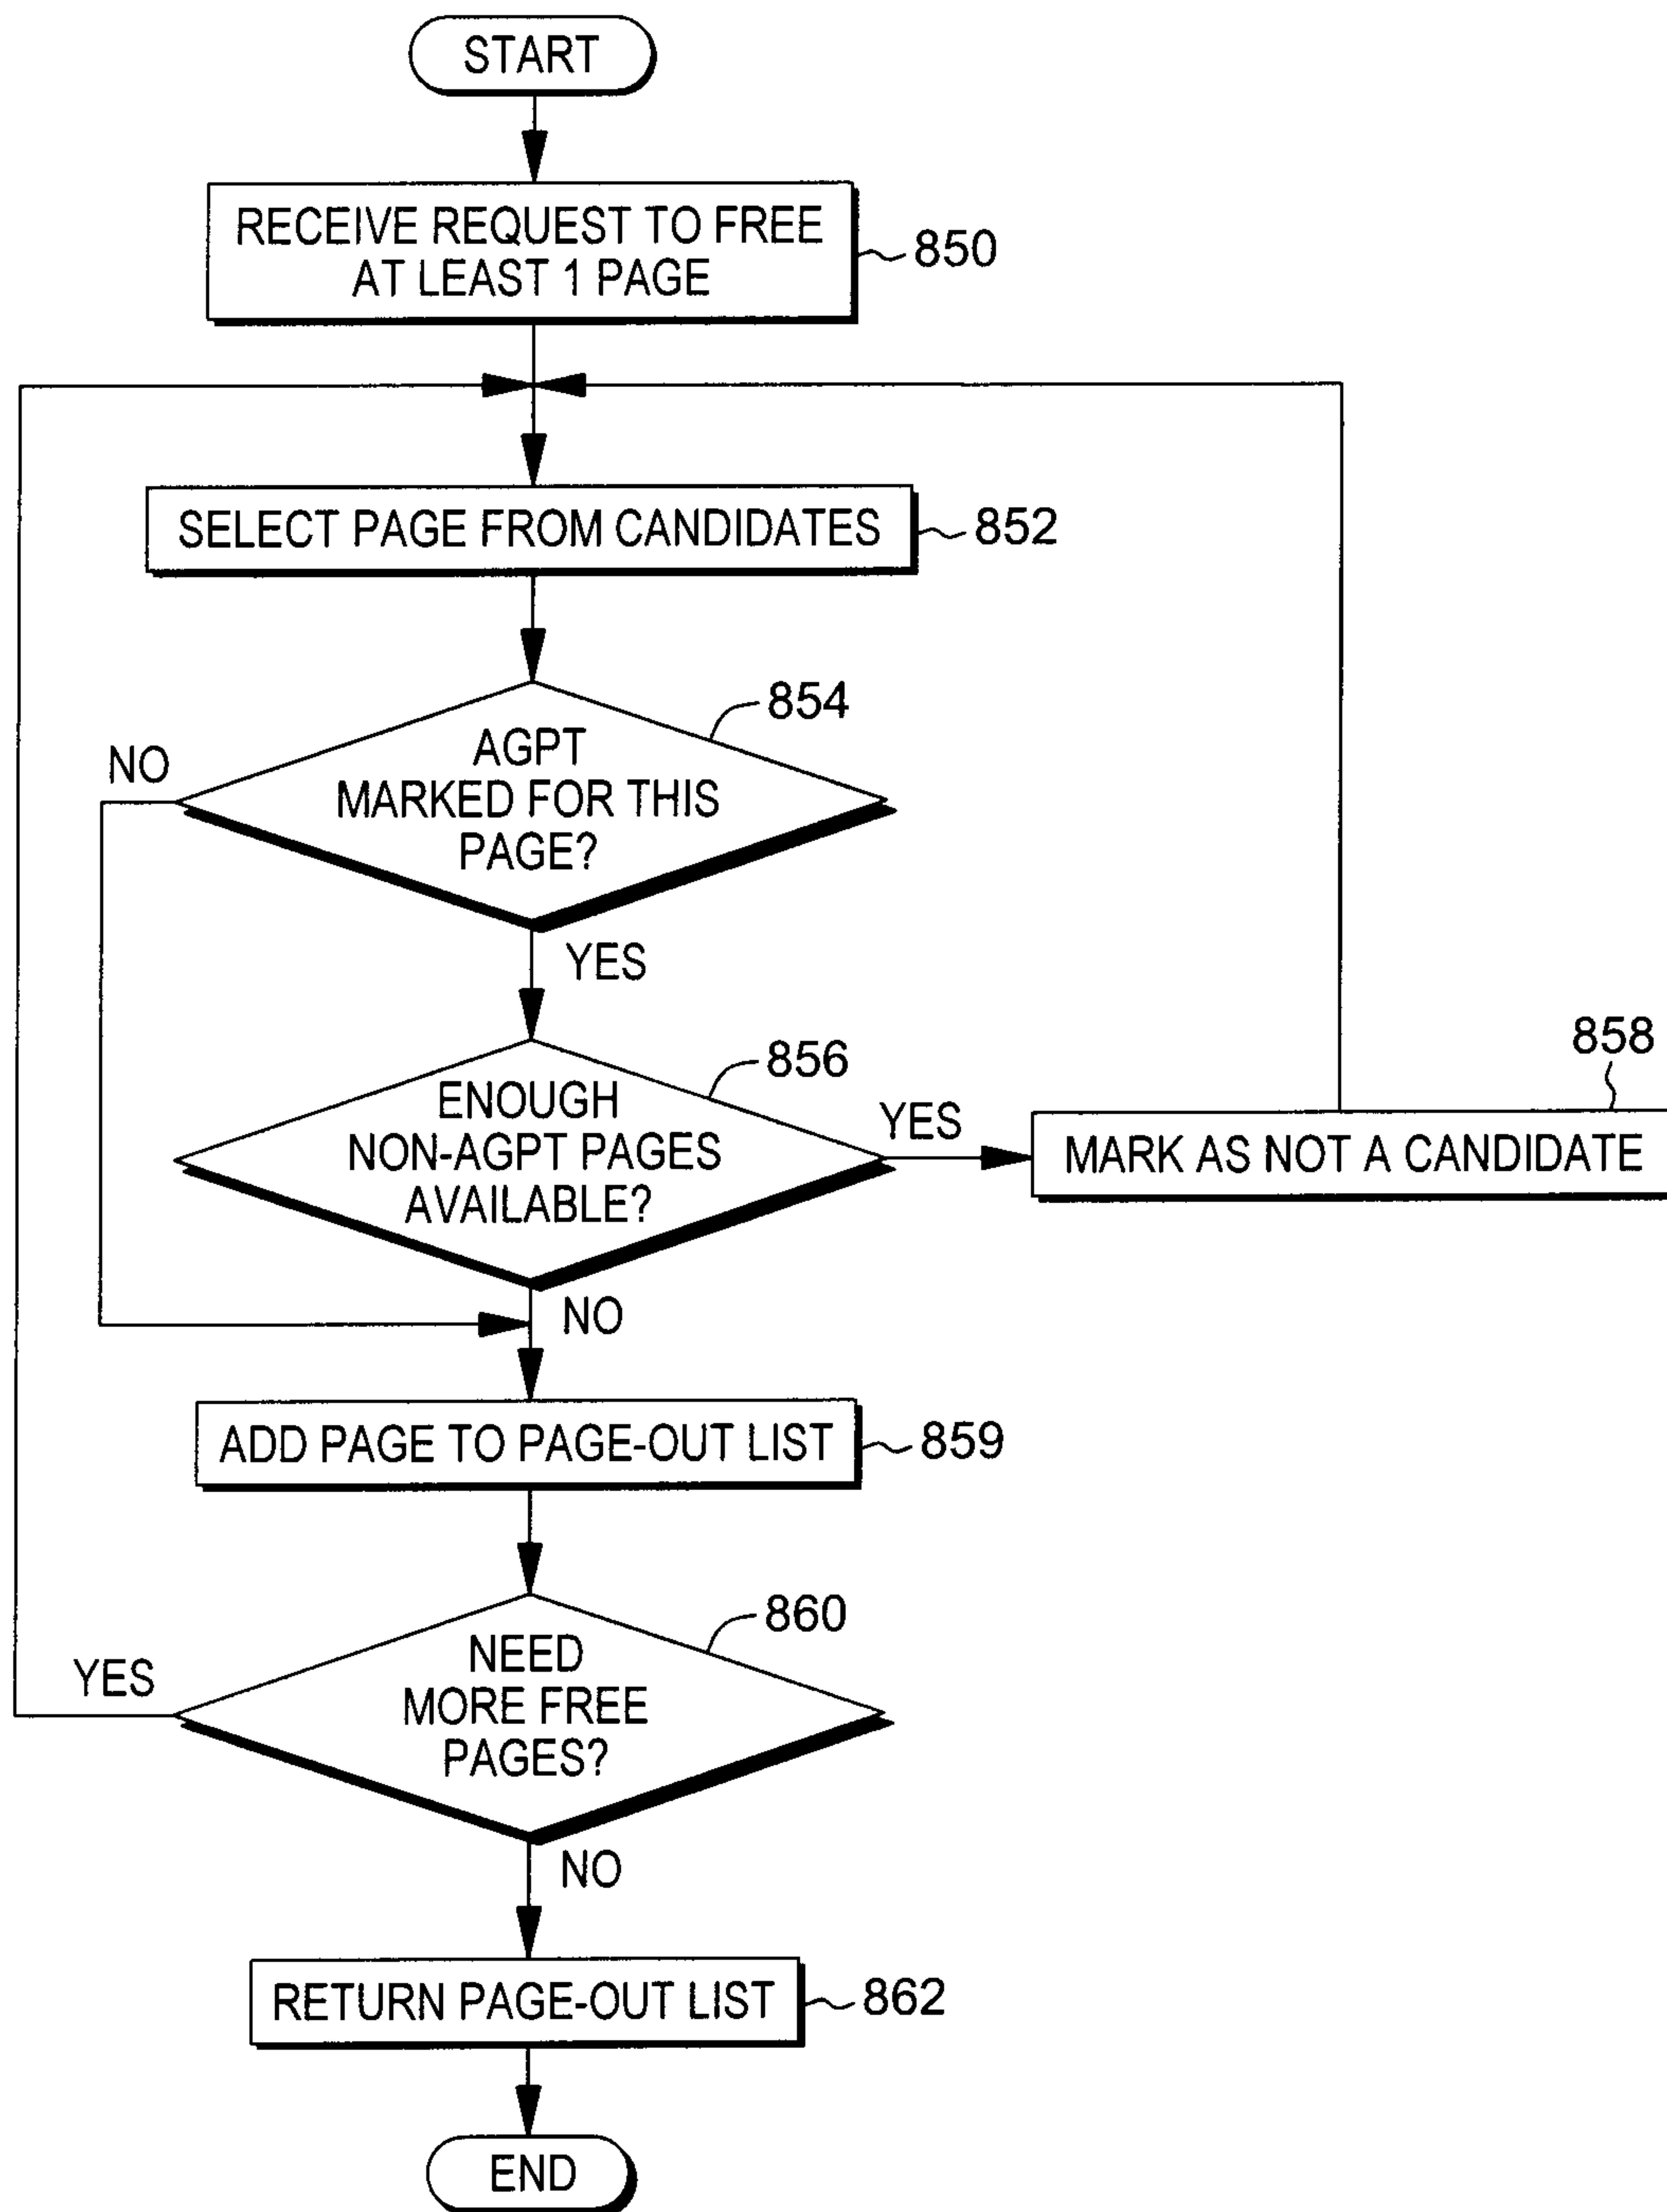 START
RECEIVE REQUEST TO FREE
AT LEAST 1 PAGE
850
SELECT PAGE FROM CANDIDATES
852
854
AGPT
MARKED FOR THIS
PAGE?
NO
YES
856
ENOUGH
NON-AGPT PAGES
AVAILABLE?
YES
858
MARK AS NOT A CANDIDATE
NO
ADD PAGE TO PAGE-OUT LIST
859
860
NEED
MORE FREE
PAGES?
YES
NO
RETURN PAGE-OUT LIST
862
END